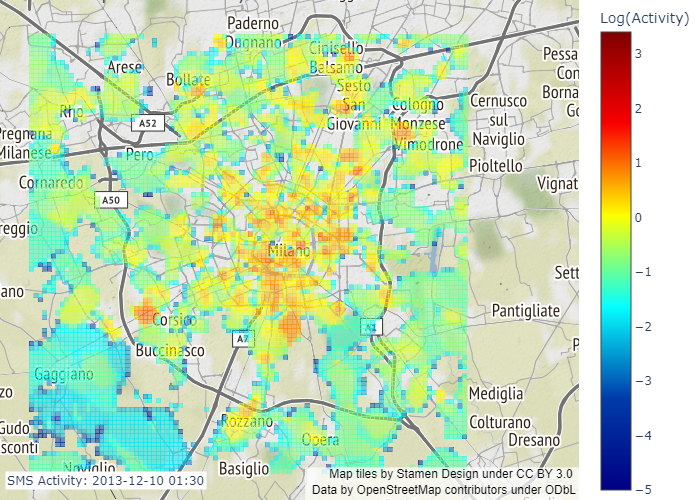 Log(Activity)
3
2
1
0
−1
−2
−3
−4
−5
Paderno
Dugnano
Cinisello
Balsamo
Arese
Bollate
Sesto
San
Giovanni
Cologno
Monzese
Vimodrone
Cernusco
sul
Naviglio
Pessa
Con
Borna
Go
Rho
A52
Pregnana
Milanese
Pero
Pioltello
Cornaredo
Vignat
A50
reggio
Milano
Sett
ano
Pantigliate
Corsico
A1
A7
Buccinasco
P
Gaggiano
zo
Mediglia
Rozzano
Colturano
Gudo
sconti
Opera
Dresano
Noviglio
Basiglio
SMS Activity: 2013-12-10 01:30
Map tiles by Stamen Design under CC BY 3.0
Data by OpenStreetMap contributors under ODbL